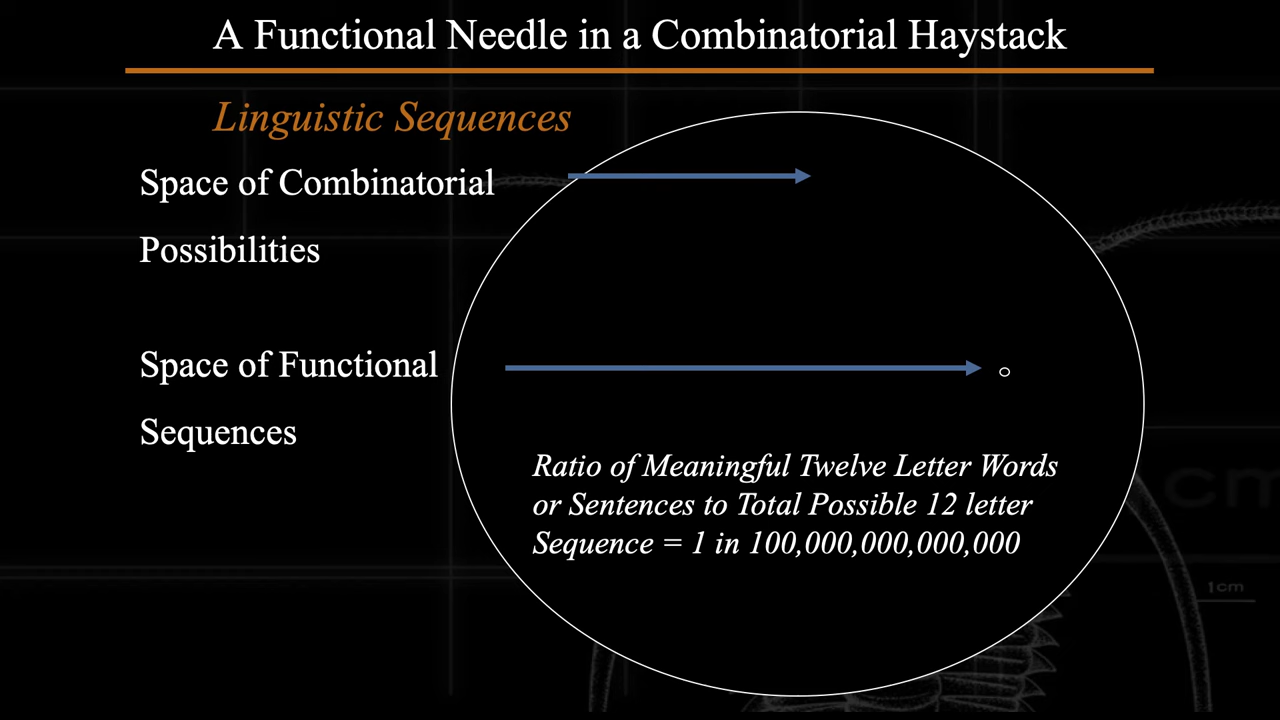 A Functional Needle in a Combinatorial Haystack
Linguistic Sequences
Space of Combinatorial
Possibilities
Space of Functional
Sequences
Ratio of Meaningful Twelve Letter Words
or Sentences to Total Possible 12 letter
Sequence = 1 in 100,000,000,000,000
cm
1cm